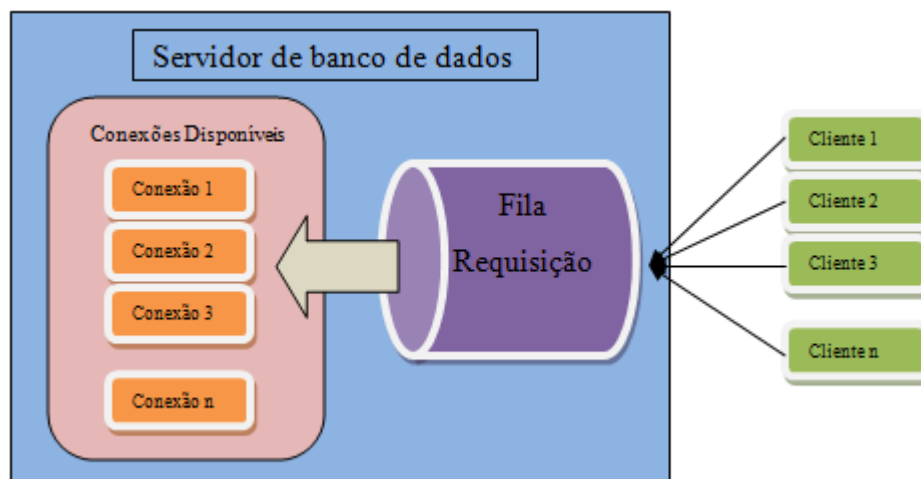 Servidor de banco de dados
Conexões Disponíveis
Conexão 1
Conexão 2
Conexão 3
Conexão n
Fila
Requisição
Cliente 1
Cliente 2
Cliente 3
Cliente n